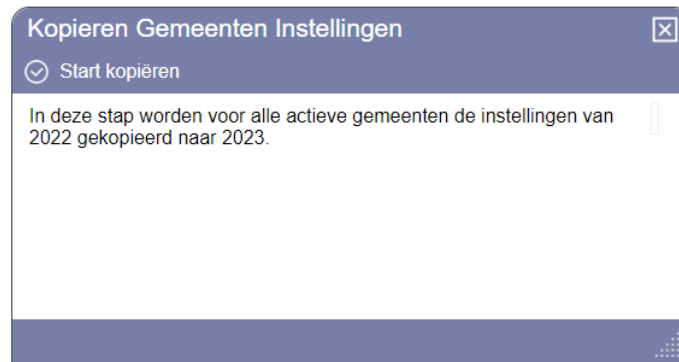 Kopieren Gemeenten Instellingen
Start kopiëren
In deze stap worden voor alle actieve gemeenten de instellingen van
2022 gekopieerd naar 2023.